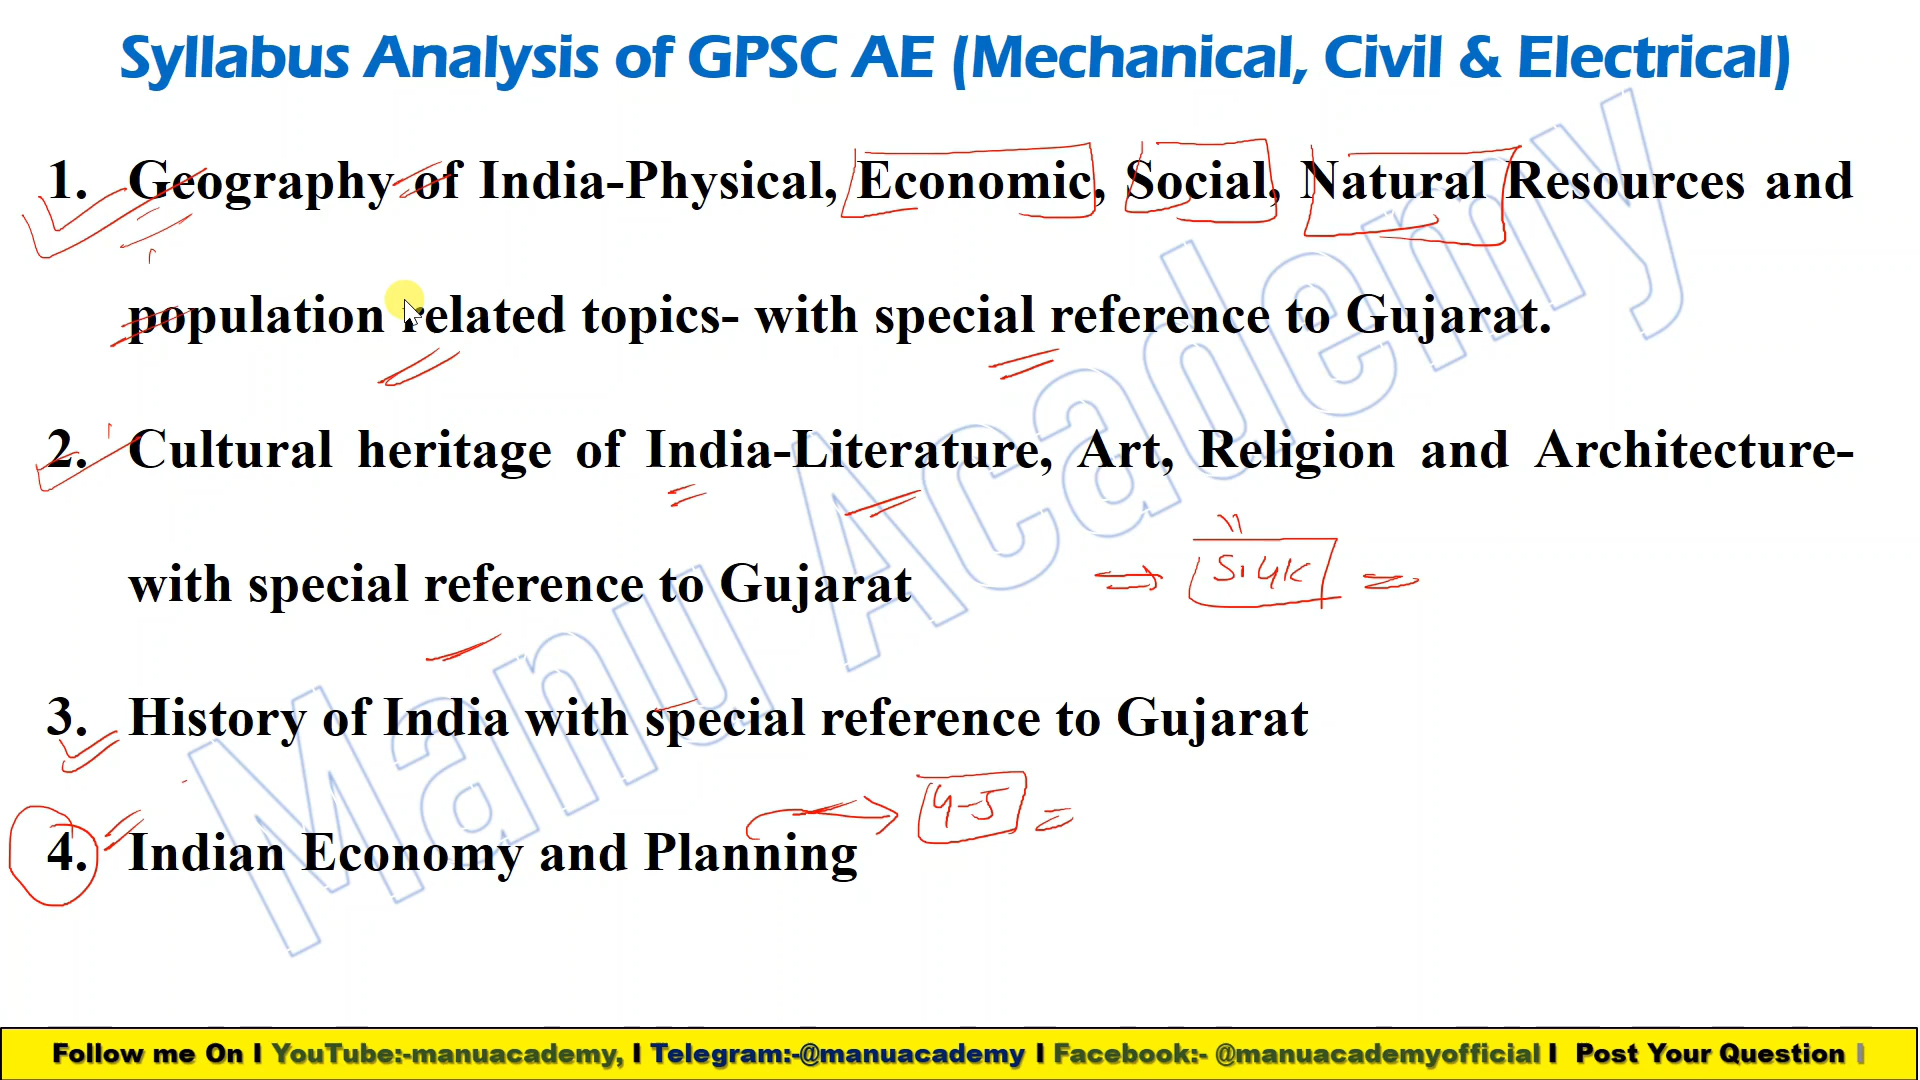 Syllabus Analysis of GPSC AE (Mechanical, Civil & Electrical)
1. Geography of India-Physical, Economic, Social, Natural Resources and
population related topics- with special reference to Gujarat.
2. Cultural heritage of India-Literature, Art, Religion and Architecture-
with special reference to Gujarat
3. History of India with special reference to Gujarat
4-5
4. Indian Economy and Planning
Manu Academy
Follow me On I YouTube:-manuacademy, I Telegram:-@manuacademy I Facebook:- @manuacademyofficial I Post Your Question I